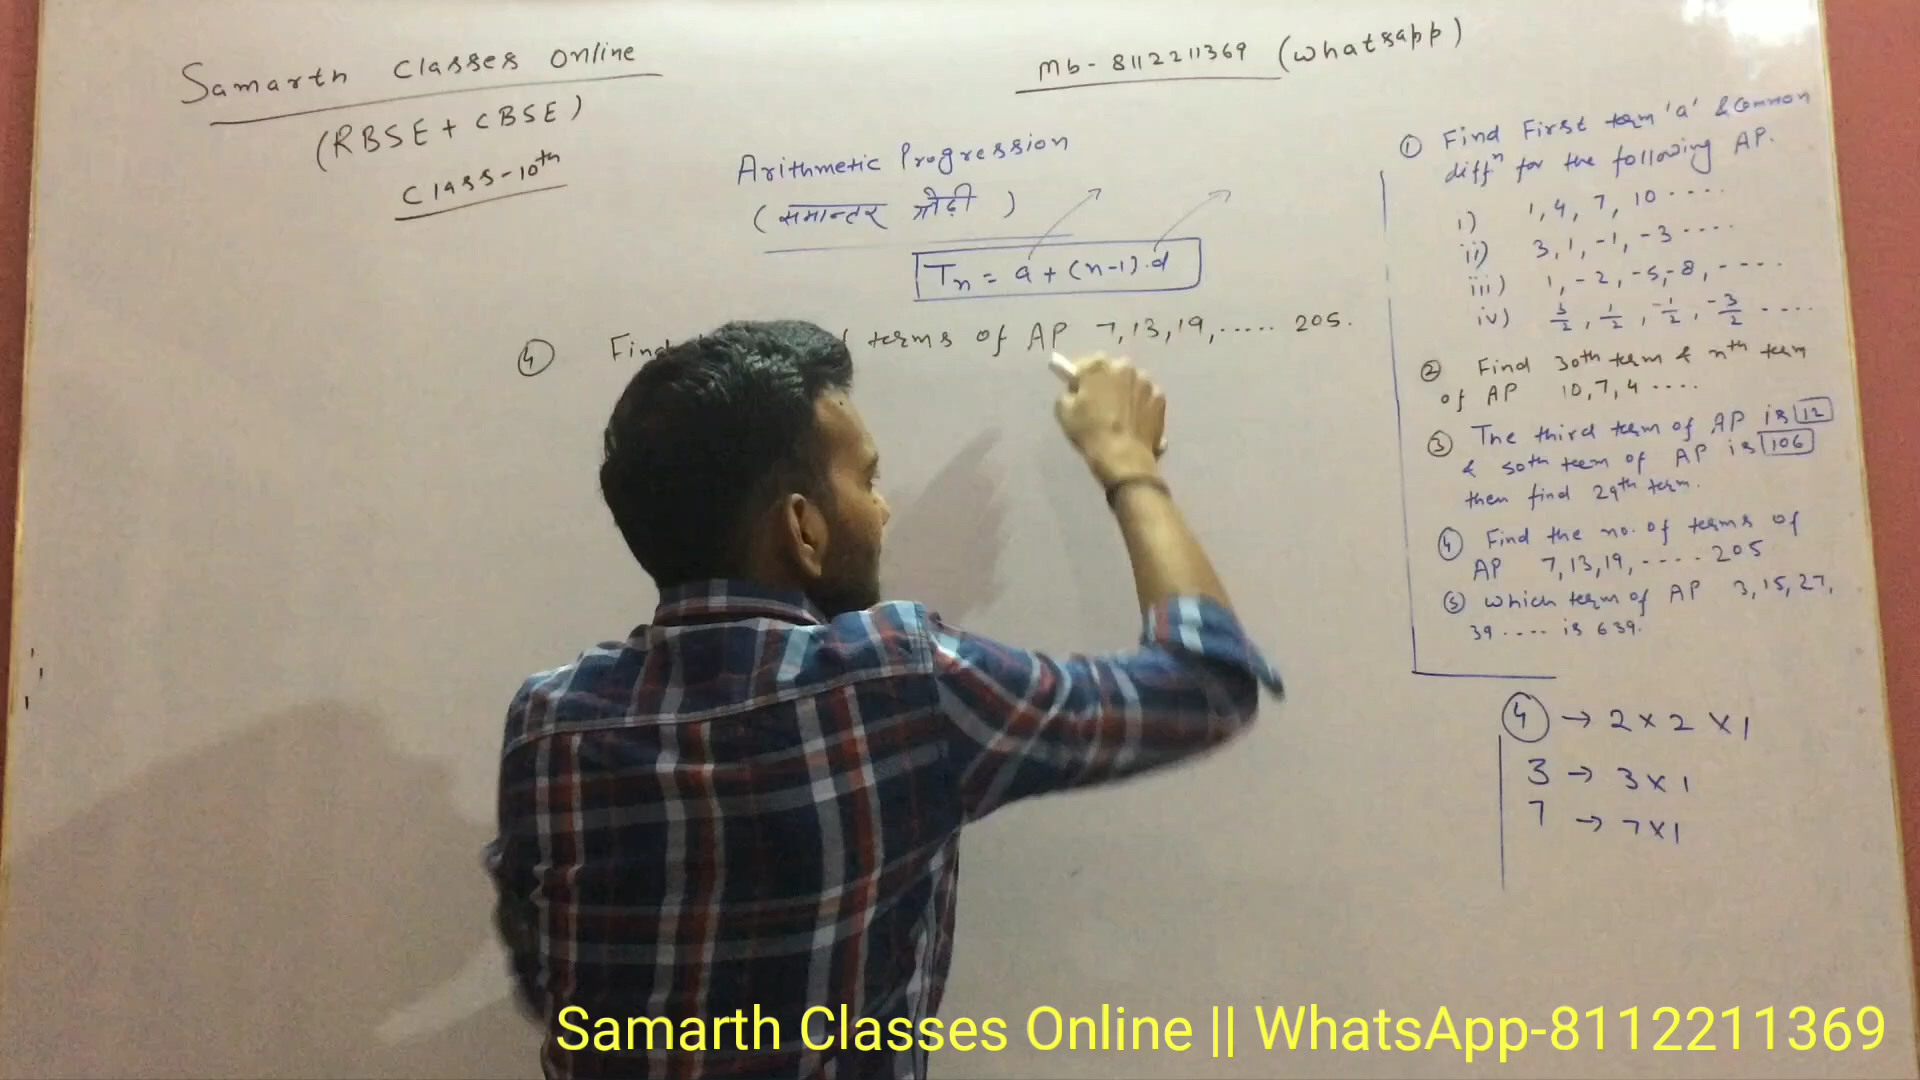 Samarth Classes Online
(RBSE + CBSE)
Class-10th
Mb- 8112211369 (Whatsapp)
Arithmetic Progression
(समान्तर श्रेढ़ी)
Tn = a + (n-1).d
④ Find terms of AP 7,13,19,..... 205.
① Find First term 'a' & Common
diffn for the following AP.
i) 1, 4, 7, 10 ....
ii) 3, 1, -1, -3 ....
iii) 1, -2, -5, -8, ----
iv) 3/2, 1/2, -1/2, -3/2 .....
② Find 30th term & nth term
of AP 10, 7, 4 ....
③ The third term of AP is 12
& 50th term of AP is 106
then find 29th term.
④ Find the no. of terms of
AP 7,13,19, ---- 205
⑤ which term of AP 3, 15, 27,
39 .... is 639.
④ → 2 × 2 × 1
3 → 3 × 1
7 → 7 × 1
Samarth Classes Online || WhatsApp-8112211369